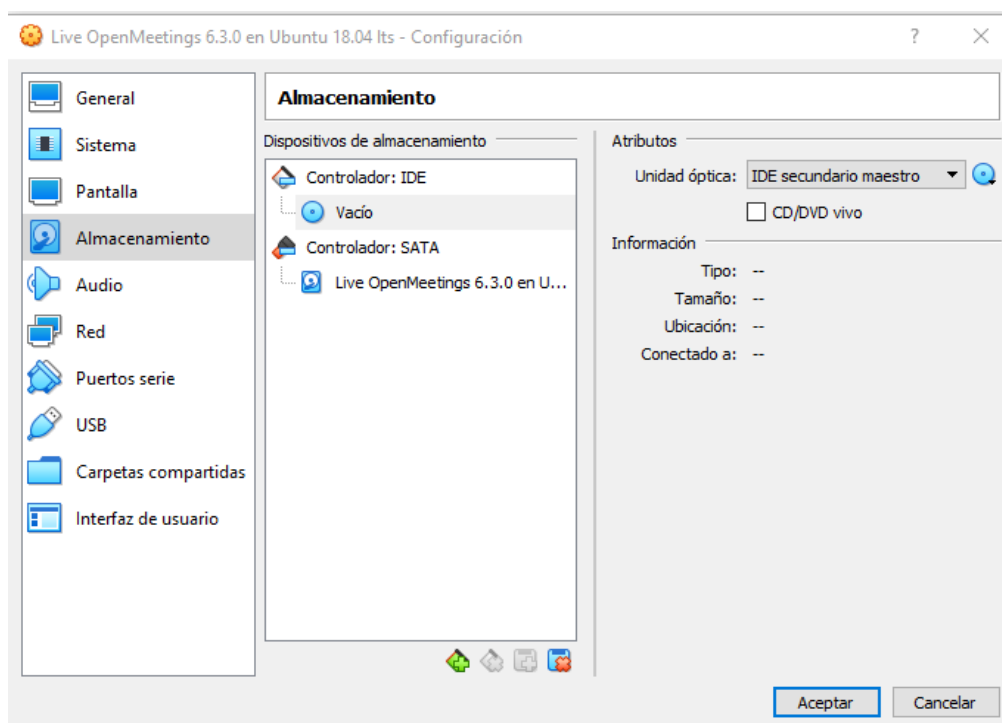 Live OpenMeetings 6.3.0 en Ubuntu 18.04 lts - Configuración
?
General
Sistema
Pantalla
Almacenamiento
Audio
Red
Puertos serie
USB
Carpetas compartidas
Interfaz de usuario
Almacenamiento
Dispositivos de almacenamiento
Controlador: IDE
Vacío
Controlador: SATA
Live OpenMeetings 6.3.0 en U...
Atributos
Unidad óptica: IDE secundario maestro
CD/DVD vivo
Información
Tipo: --
Tamaño: --
Ubicación: --
Conectado a: --
Aceptar Cancelar